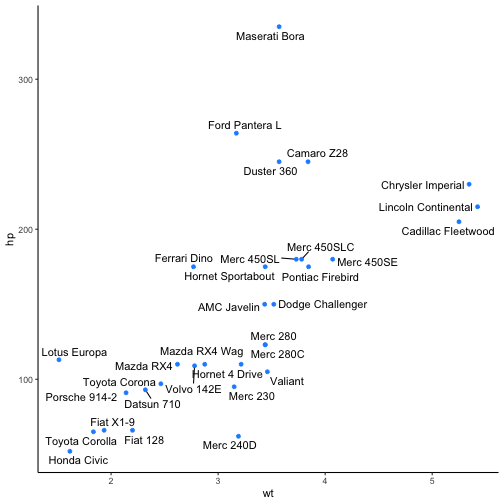 Maserati Bora
300
Ford Pantera L
Camaro Z28
Duster 360
Chrysler Imperial
Lincoln Continental
200
Cadillac Fleetwood
hp
Merc 450SLC
Ferrari Dino
Merc 450SL
Merc 450SE
Hornet Sportabout
Pontiac Firebird
AMC Javelin
Dodge Challenger
Merc 280
Lotus Europa
Mazda RX4 Wag
Merc 280C
Mazda RX4
Hornet 4 Drive
100
Toyota Corona
Valiant
Volvo 142E
Porsche 914-2
Merc 230
Datsun 710
Fiat X1-9
Toyota Corolla
Fiat 128
Merc 240D
Honda Civic
2
3
4
5
wt